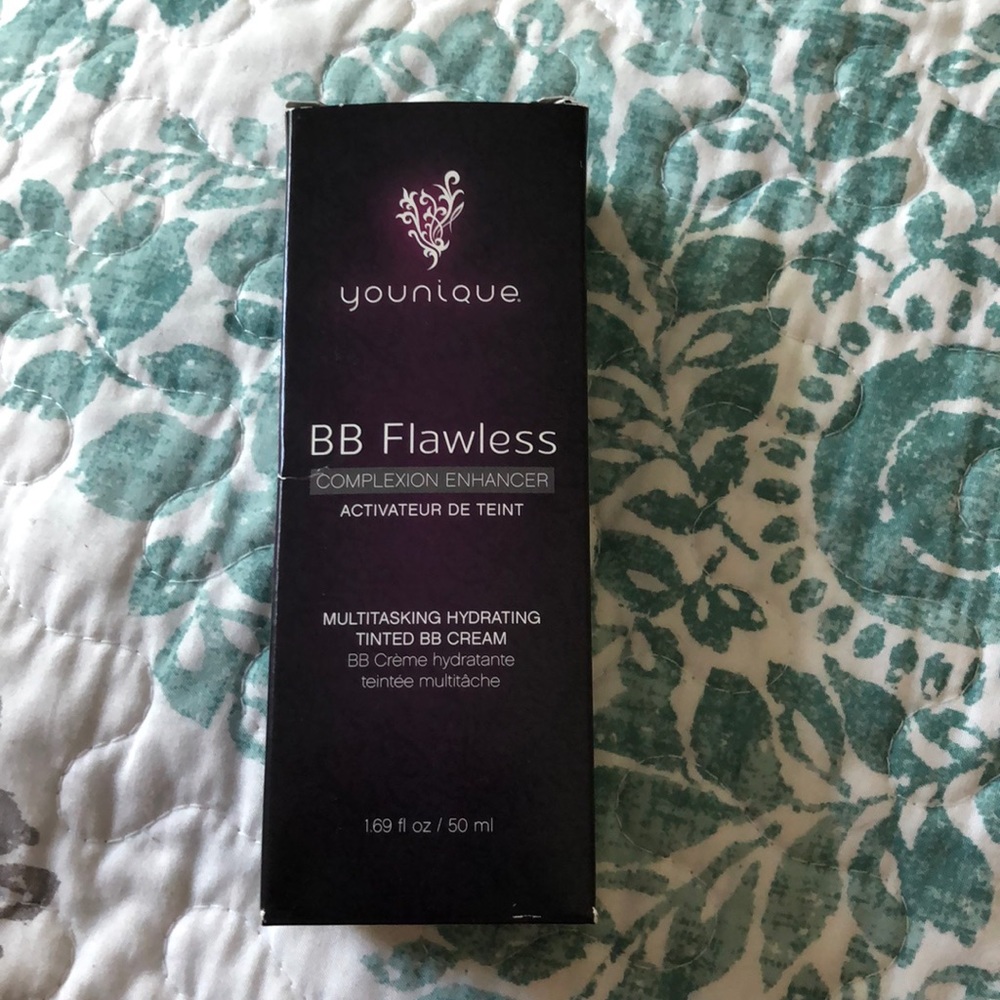 younique
BB Flawless
COMPLEXION ENHANCER
ACTIVATEUR DE TEINT
MULTITASKING HYDRATING
TINTED BB CREAM
BB Crème hydratante
teintée multitâche
1.69 fl oz / 50 ml